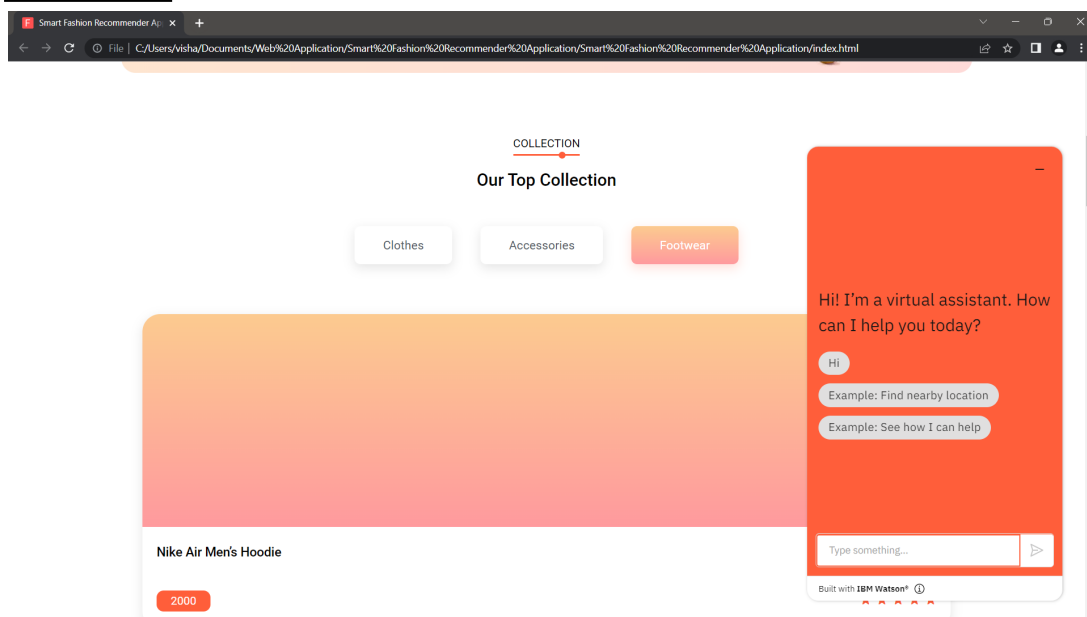 F Smart Fashion Recommender Ap
File | C:/Users/visha/Documents/Web%20Application/Smart%20Fashion%20Recommender%20Application/Smart%20Fashion%20Recommender%20Application/index.html
COLLECTION
Our Top Collection
Clothes Accessories Footwear
Nike Air Men's Hoodie
2000
Hi! I'm a virtual assistant. How
can I help you today?
Hi
Example: Find nearby location
Example: See how I can help
Type something...
Built with IBM Watson®